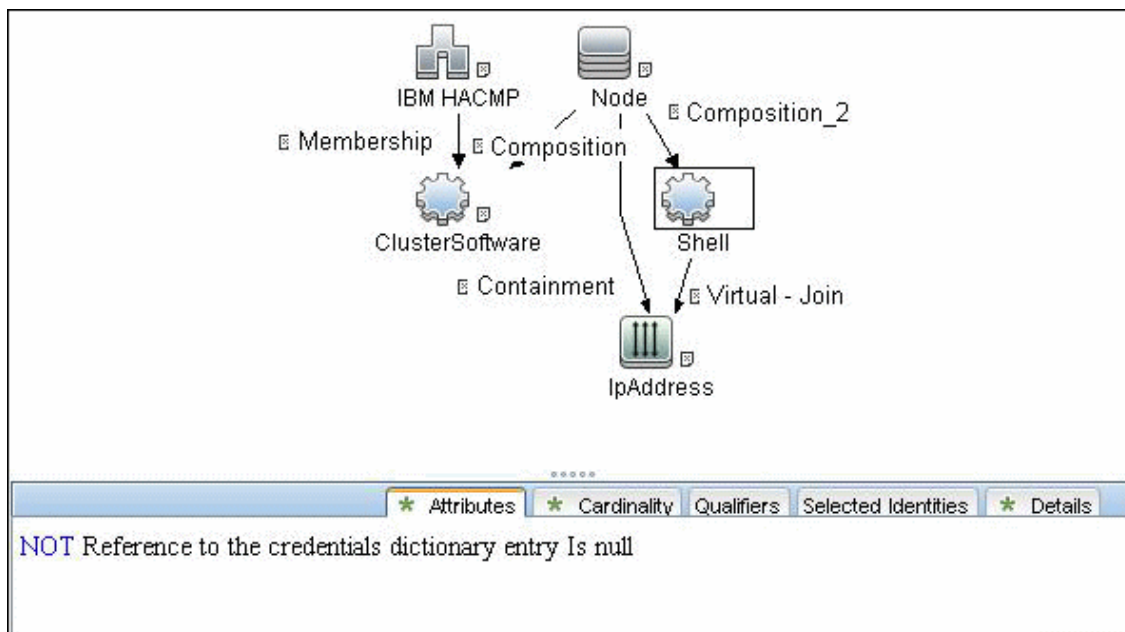 IBM HACMP
Node
Composition_2
Membership
Composition
ClusterSoftware
Shell
Containment
Virtual - Join
IpAddress
Attributes
Cardinality
Qualifiers
Selected Identities
Details
NOT Reference to the credentials dictionary entry Is null